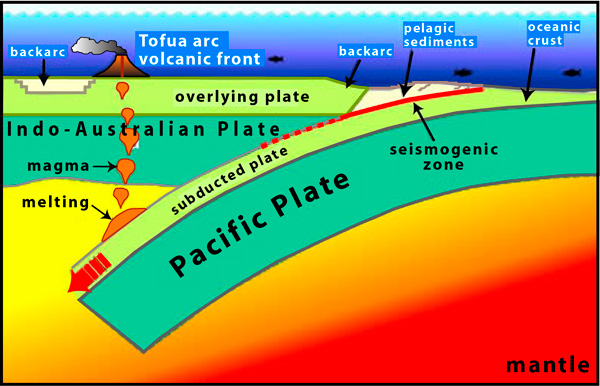 backarc
Tofua arc
volcanic front
backarc
pelagic
sediments
oceanic
crust
overlying plate
Indo-Australian Plate
magma
melting
subducted plate
seismogenic
zone
Pacific Plate
mantle